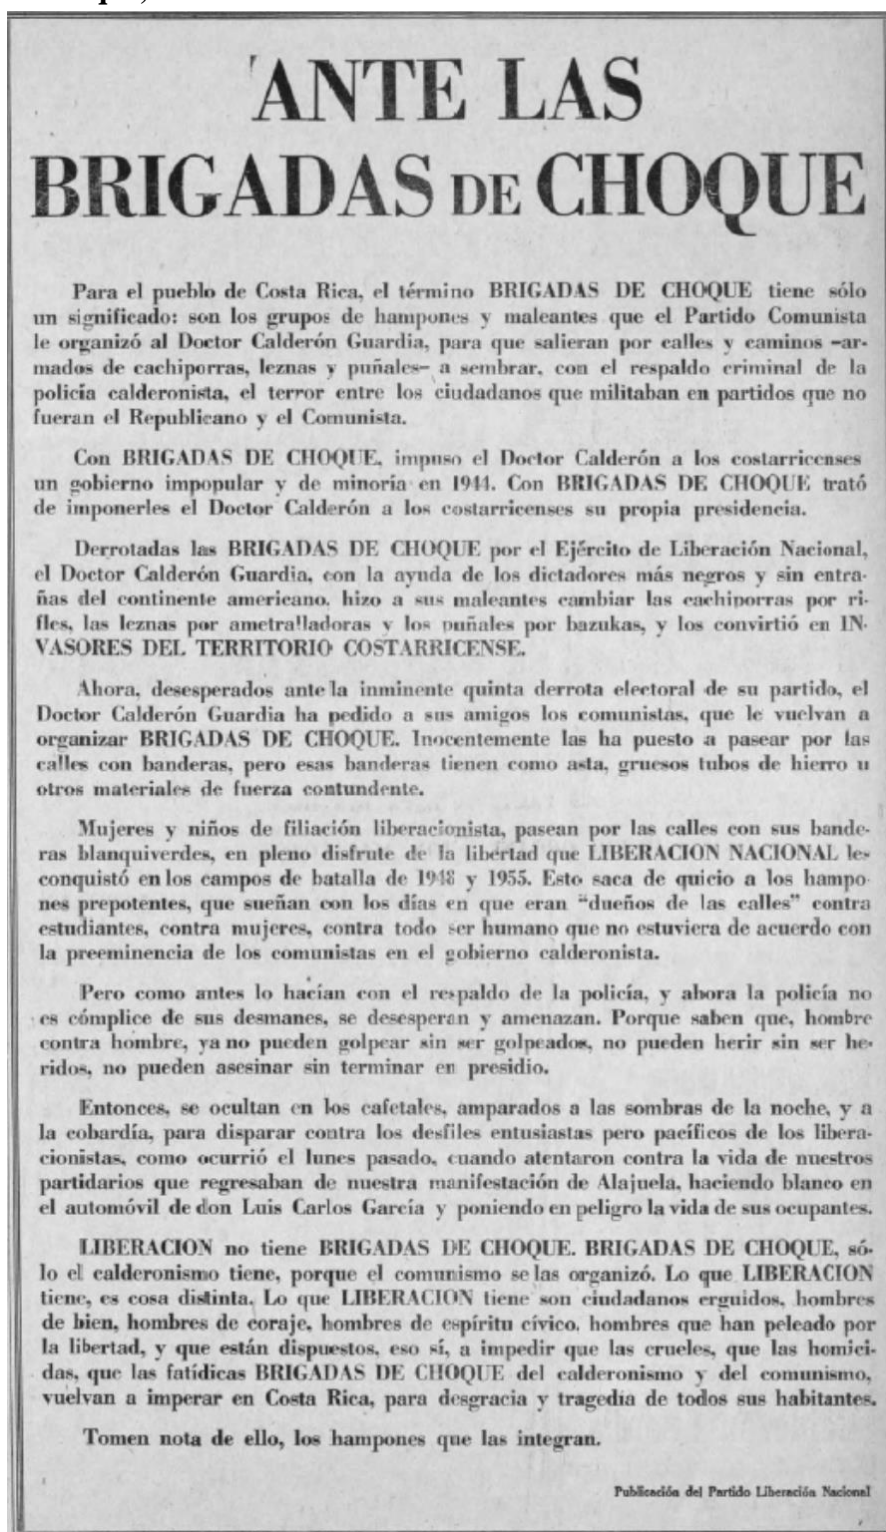 'ANTE LAS
BRIGADAS DE CHOQUE
Para el pueblo de Costa Rica, el término BRIGADAS DE CHOQUE tiene sólo
un significado: son los grupos de hampones y maleantes que el Partido Comunista
le organizó al Doctor Calderón Guardia, para que salieran por calles y caminos -ar-
mados de cachiporras, leznas y puñales- a sembrar, con el respaldo criminal de la
policía calderonista, el terror entre los ciudadanos que militaban en partidos que no
fueran el Republicano y el Comunista.
Con BRIGADAS DE CHOQUE, impuso el Doctor Calderón a los costarricenses
un gobierno impopular y de minoría en 1944. Con BRIGADAS DE CHOQUE trató
de imponerles el Doctor Calderón a los costarricenses su propia presidencia.
Derrotadas las BRIGADAS DE CHOQUE por el Ejército de Liberación Nacional,
el Doctor Calderón Guardia, con la ayuda de los dictadores más negros y sin entra-
ñas del continente americano, hizo a sus maleantes cambiar las cachiporras por ri-
fles, las leznas por ametralladoras y los puñales por bazukas, y los convirtió en IN-
VASORES DEL TERRITORIO COSTARRICENSE.
Ahora, desesperados ante la inminente quinta derrota electoral de su partido, el
Doctor Calderón Guardia ha pedido a sus amigos los comunistas, que le vuelvan a
organizar BRIGADAS DE CHOQUE. Inocentemente las ha puesto a pasear por las
calles con banderas, pero esas banderas tienen como asta, gruesos tubos de hierro u
otros materiales de fuerza contundente.
Mujeres y niños de filiación liberacionista, pasean por las calles con sus bande-
ras blanquiverdes, en pleno disfrute de la libertad que LIBERACION NACIONAL les
conquistó en los campos de batalla de 1948 y 1955. Esto saca de quicio a los hampo-
nes prepotentes, que sueñan con los días en que eran "dueños de las calles" contra
estudiantes, contra mujeres, contra todo ser humano que no estuviera de acuerdo con
la preeminencia de los comunistas en el gobierno calderonista.
Pero como antes lo hacían con el respaldo de la policía, y ahora la policía no
es cómplice de sus desmanes, se desesperan y amenazan. Porque saben que, hombre
contra hombre, ya no pueden golpear sin ser golpeados, no pueden herir sin ser he-
ridos, no pueden asesinar sin terminar en presidio.
Entonces, se ocultan en los cafetales, amparados a las sombras de la noche, y a
la cobardía, para disparar contra los desfiles entusiastas pero pacíficos de los libera-
cionistas, como ocurrió el lunes pasado, cuando atentaron contra la vida de nuestros
partidarios que regresaban de nuestra manifestación de Alajuela, haciendo blanco en
el automóvil de don Luis Carlos García y poniendo en peligro la vida de sus ocupantes.
LIBERACION no tiene BRIGADAS DE CHOQUE. BRIGADAS DE CHOQUE, só-
lo el calderonismo tiene, porque el comunismo se las organizó. Lo que LIBERACION
tiene, es cosa distinta. Lo que LIBERACION tiene son ciudadanos erguidos, hombres
de bien, hombres de coraje, hombres de espíritu cívico, hombres que han peleado por
la libertad, y que están dispuestos, eso sí, a impedir que las crueles, que las homici-
das, que las fatídicas BRIGADAS DE CHOQUE del calderonismo y del comunismo,
vuelvan a imperar en Costa Rica, para desgracia y tragedia de todos sus habitantes.
Tomen nota de ello, los hampones que las integran.
Publicación del Partido Liberación Nacional